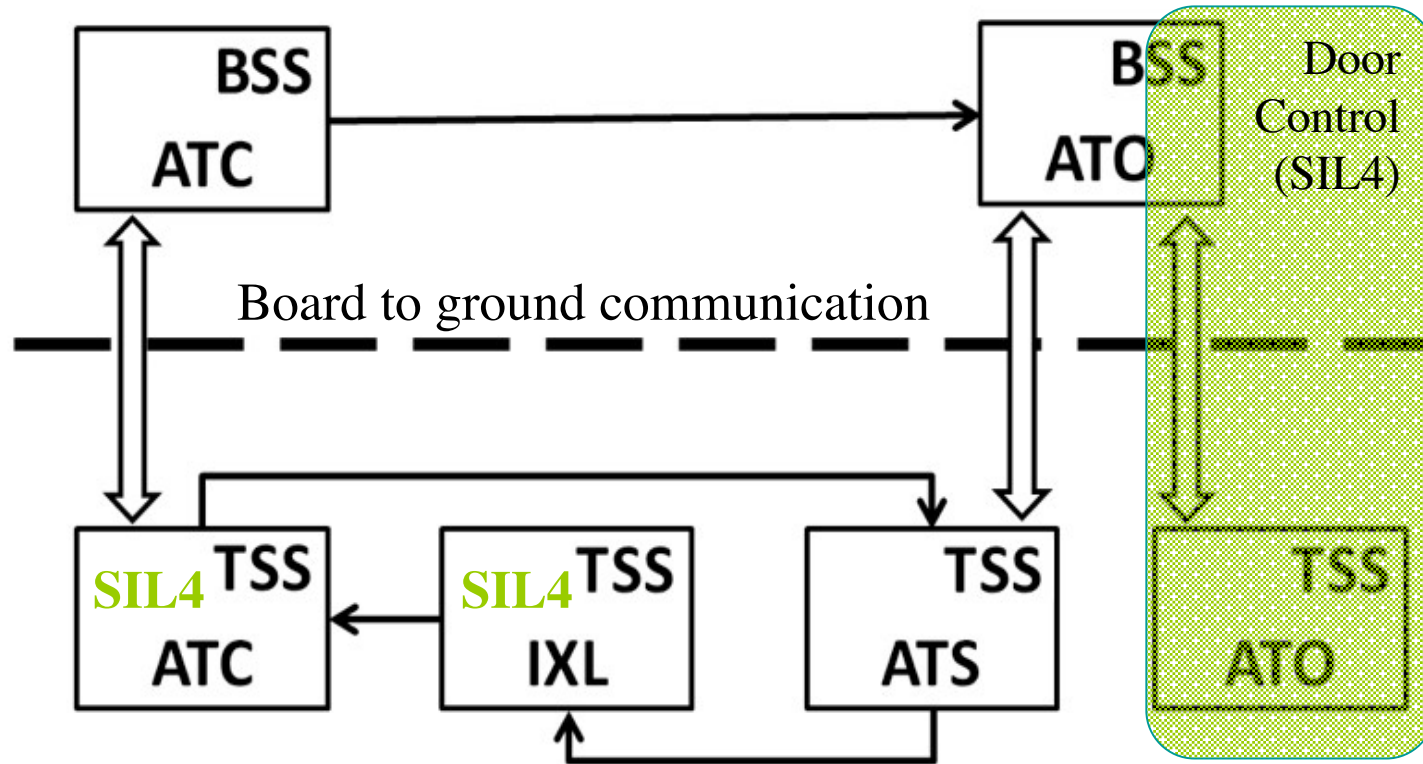 BSS
ATC
BSS
ATO
Door
Control
(SIL4)
Board to ground communication
SIL4 TSS
ATC
SIL4 TSS
IXL
TSS
ATS
TSS
ATO